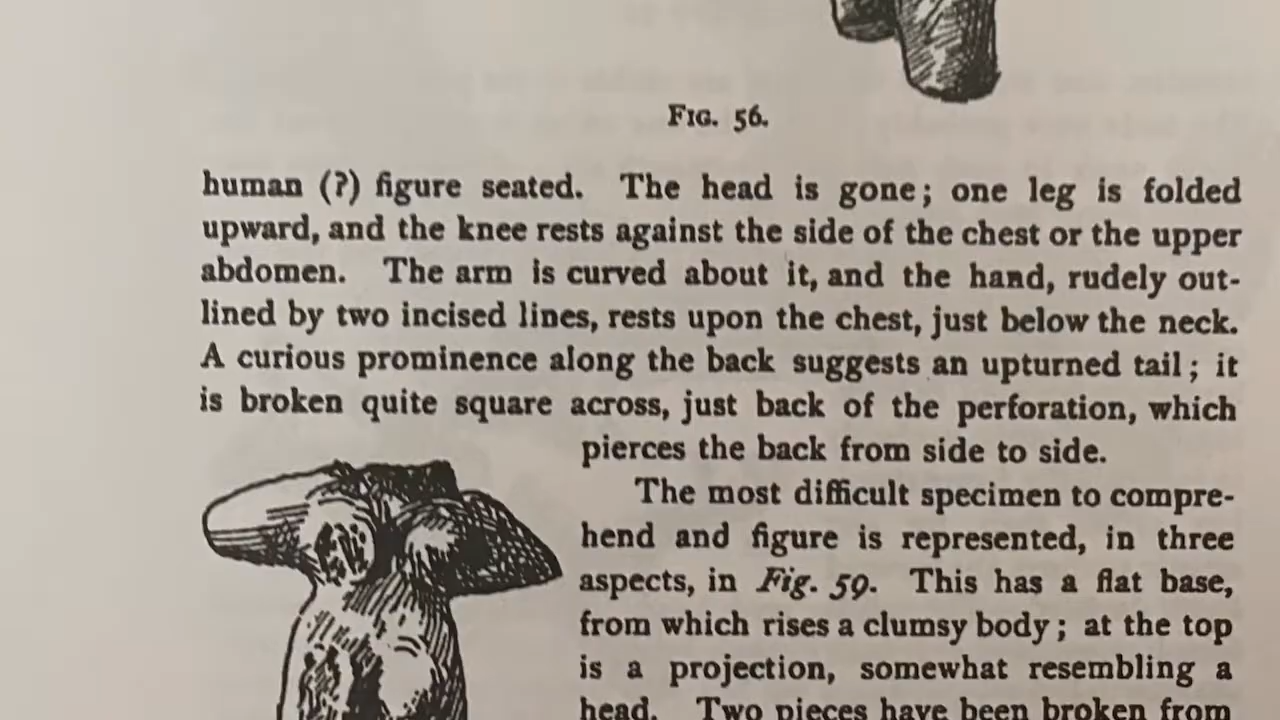 FIG. 56.
human (?) figure seated. The head is gone; one leg is folded
upward, and the knee rests against the side of the chest or the upper
abdomen. The arm is curved about it, and the hand, rudely out-
lined by two incised lines, rests upon the chest, just below the neck.
A curious prominence along the back suggests an upturned tail; it
is broken quite square across, just back of the perforation, which
pierces the back from side to side.
The most difficult specimen to compre-
hend and figure is represented, in three
aspects, in Fig. 59. This has a flat base,
from which rises a clumsy body; at the top
is a projection, somewhat resembling a
head. Two pieces have been broken from